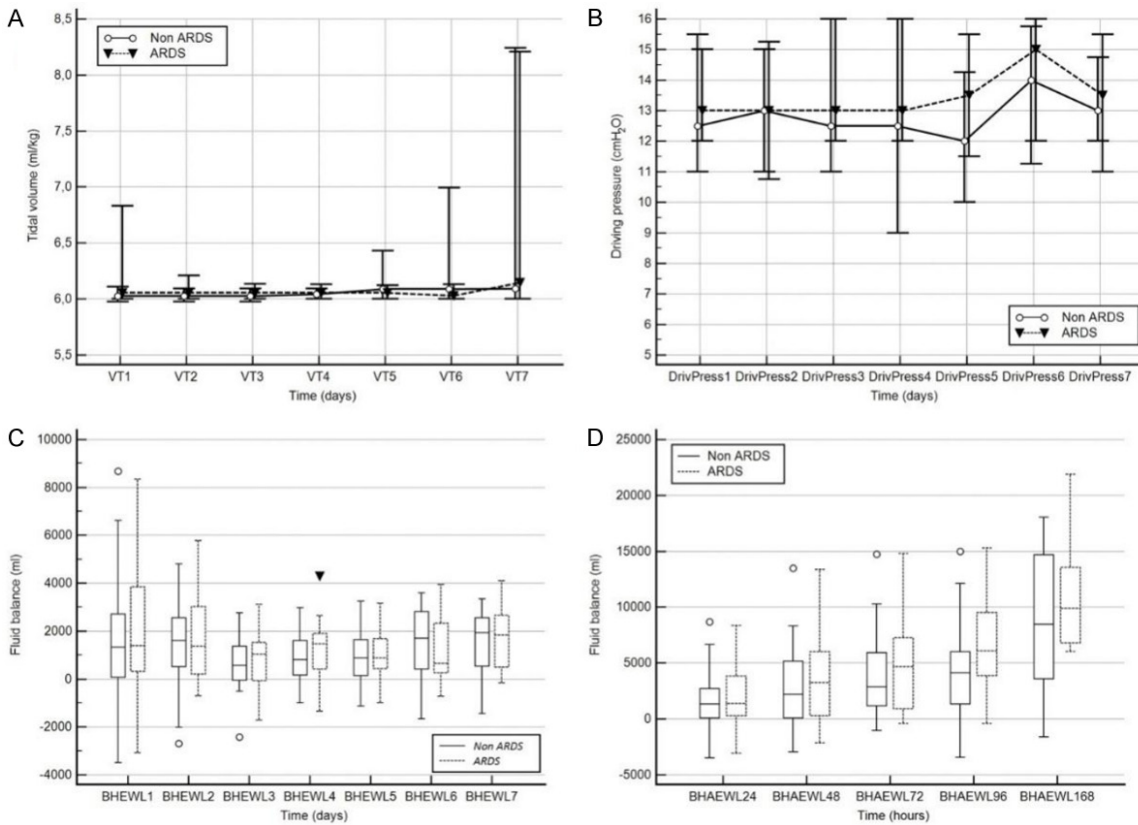 A
8,5
8,0
7,5
7,0
6,5
6,0
5,5
Tidal volume (ml/kg)
Non ARDS
ARDS
VT1 VT2 VT3 VT4 VT5 VT6 VT7
Time (days)
B
16
15
14
13
12
11
10
9
8
7
6
5
Driving pressure (cmH2O)
Non ARDS
ARDS
DrivPress1 DrivPress2 DrivPress3 DrivPress4 DrivPress5 DrivPress6 DrivPress7
Time (days)
C
10000
8000
6000
4000
2000
0
-2000
-4000
Fluid balance (ml)
Non ARDS
ARDS
BHEWL1 BHEWL2 BHEWL3 BHEWL4 BHEWL5 BHEWL6 BHEWL7
Time (days)
D
25000
20000
15000
10000
5000
0
-5000
Fluid balance (ml)
Non ARDS
ARDS
BHAEWL24 BHAEWL48 BHAEWL72 BHAEWL96 BHAEWL168
Time (hours)